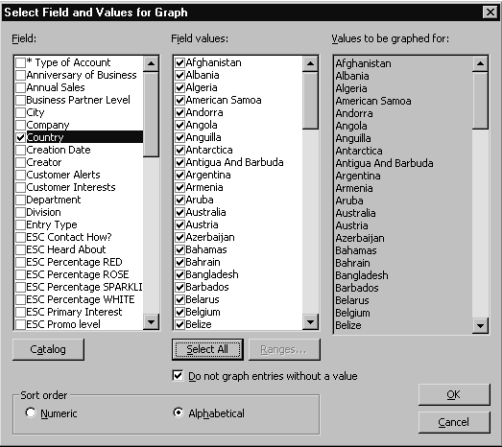 Select Field and Values for Graph
Field:
* Type of Account
Anniversary of Business
Annual Sales
Business Partner Level
City
Company
Country
Creation Date
Creator
Customer Alerts
Customer Interests
Department
Division
Entry Type
ESC Contact How?
ESC Heard About
ESC Percentage RED
ESC Percentage ROSE
ESC Percentage SPARKLI
ESC Percentage WHITE
ESC Primary Interest
ESC Promo level
Catalog
Field values:
Afghanistan
Albania
Algeria
American Samoa
Andorra
Angola
Anguilla
Antarctica
Antigua And Barbuda
Argentina
Armenia
Aruba
Australia
Austria
Azerbaijan
Bahamas
Bahrain
Bangladesh
Barbados
Belarus
Belgium
Belize
Select All
Ranges...
Do not graph entries without a value
Values to be graphed for:
Afghanistan
Albania
Algeria
American Samoa
Andorra
Angola
Anguilla
Antarctica
Antigua And Barbuda
Argentina
Armenia
Aruba
Australia
Austria
Azerbaijan
Bahamas
Bahrain
Bangladesh
Barbados
Belarus
Belgium
Belize
Sort order
Numeric
Alphabetical
OK
Cancel